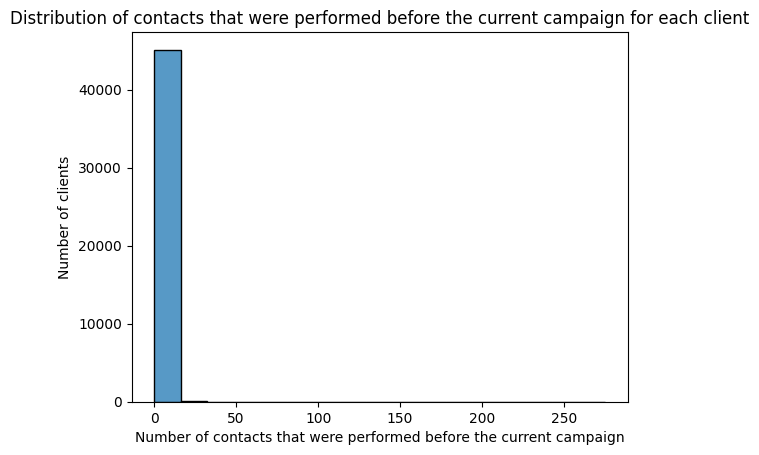 Distribution of contacts that were performed before the current campaign for each client
Number of clients
40000
30000
20000
10000
0
0 50 100 150 200 250
Number of contacts that were performed before the current campaign